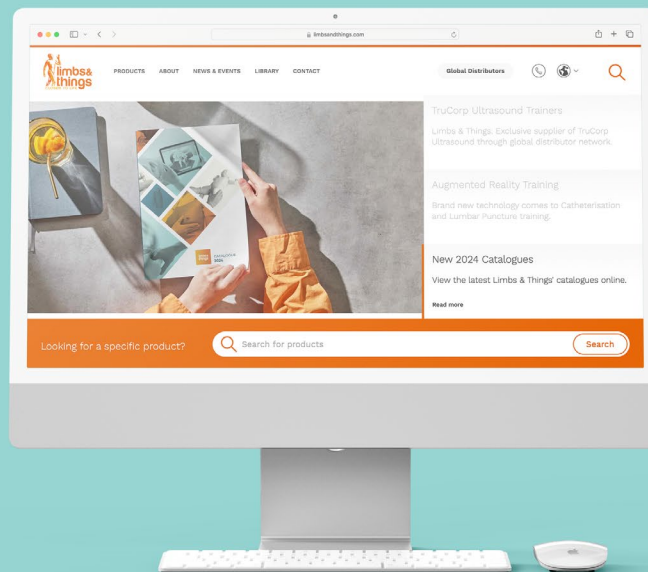 limbsandthings.com
limbs&
things
PRODUCTS
ABOUT
NEWS & EVENTS
LIBRARY
CONTACT
Global Distributors
TruCorp Ultrasound Trainers
Limbs & Things: Exclusive supplier of TruCorp
Ultrasound through global distributor network.
Augmented Reality Training
Brand new technology comes to Catheterisation
and Lumbar Puncture training.
New 2024 Catalogues
View the latest Limbs & Things' catalogues online.
Read more
Looking for a specific product?
Search for products
Search